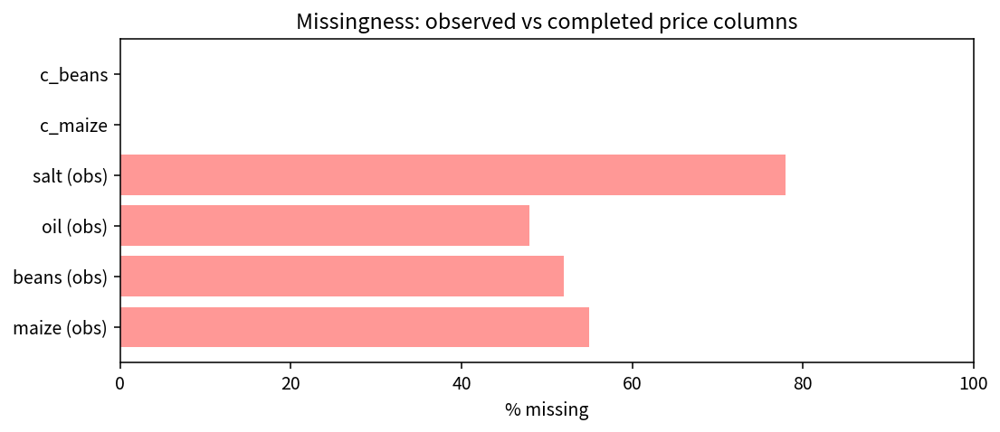 Missingness: observed vs completed price columns
c_beans
c_maize
salt (obs)
oil (obs)
beans (obs)
maize (obs)
0 20 40 60 80 100
% missing